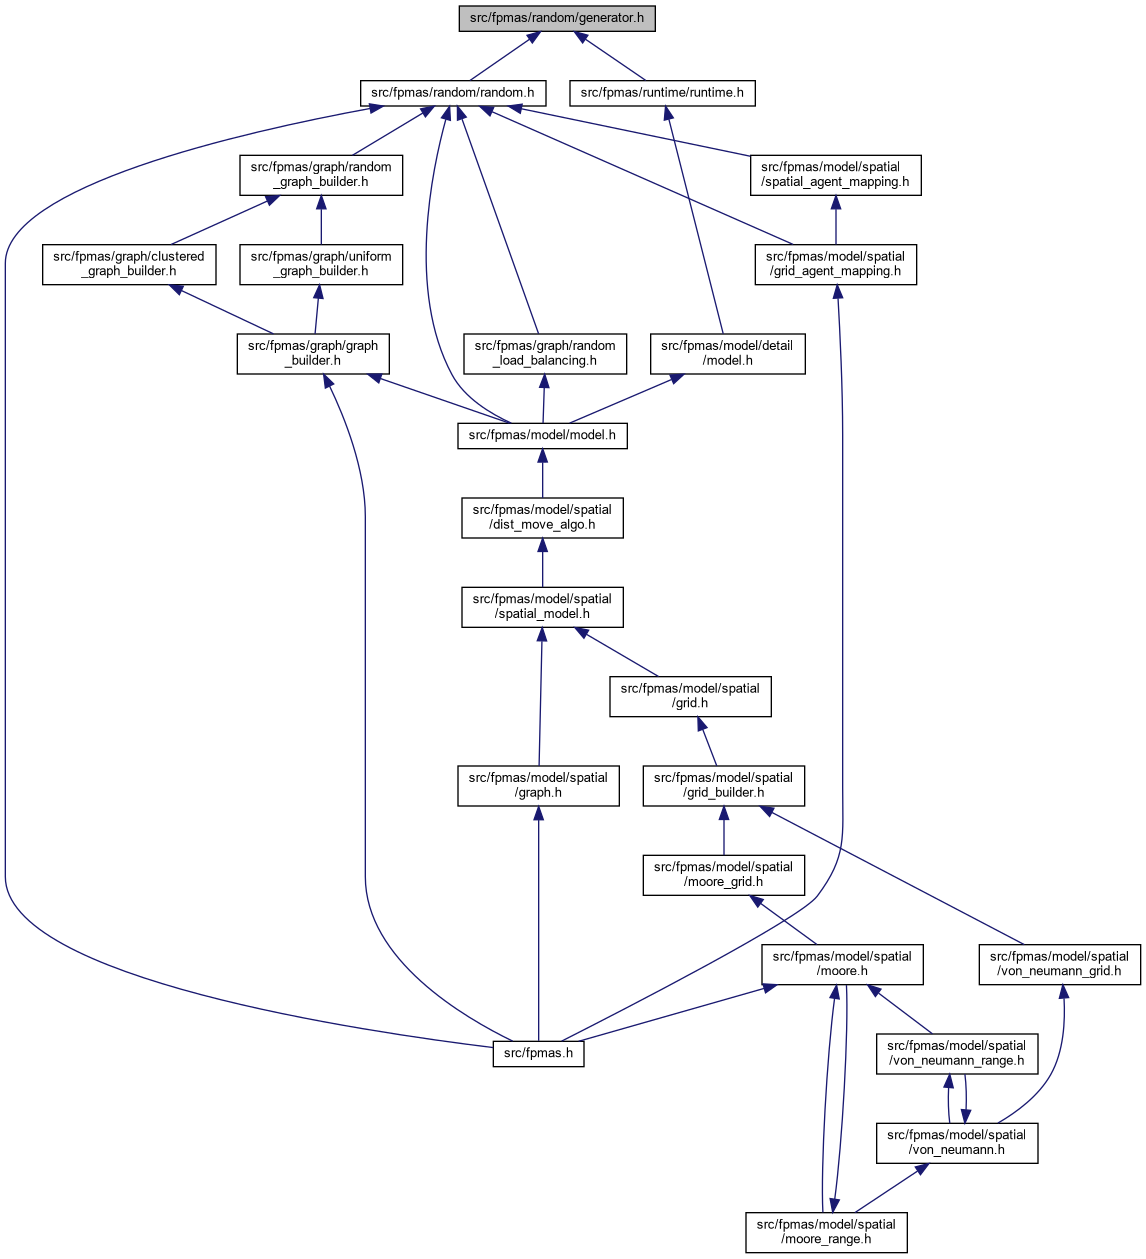 src/fpmas/random/generator.h
src/fpmas/random/random.h
src/fpmas/runtime/runtime.h
src/fpmas/graph/random
_graph_builder.h
src/fpmas/model/spatial
/spatial_agent_mapping.h
src/fpmas/graph/clustered
_graph_builder.h
src/fpmas/graph/uniform
_graph_builder.h
src/fpmas/model/spatial
/grid_agent_mapping.h
src/fpmas/graph/graph
_builder.h
src/fpmas/graph/random
_load_balancing.h
src/fpmas/model/detail
/model.h
src/fpmas/model/model.h
src/fpmas/model/spatial
/dist_move_algo.h
src/fpmas/model/spatial
/spatial_model.h
src/fpmas/model/spatial
/grid.h
src/fpmas/model/spatial
/graph.h
src/fpmas/model/spatial
/grid_builder.h
src/fpmas/model/spatial
/moore_grid.h
src/fpmas/model/spatial
/moore.h
src/fpmas/model/spatial
/von_neumann_grid.h
src/fpmas.h
src/fpmas/model/spatial
/von_neumann_range.h
src/fpmas/model/spatial
/von_neumann.h
src/fpmas/model/spatial
/moore_range.h